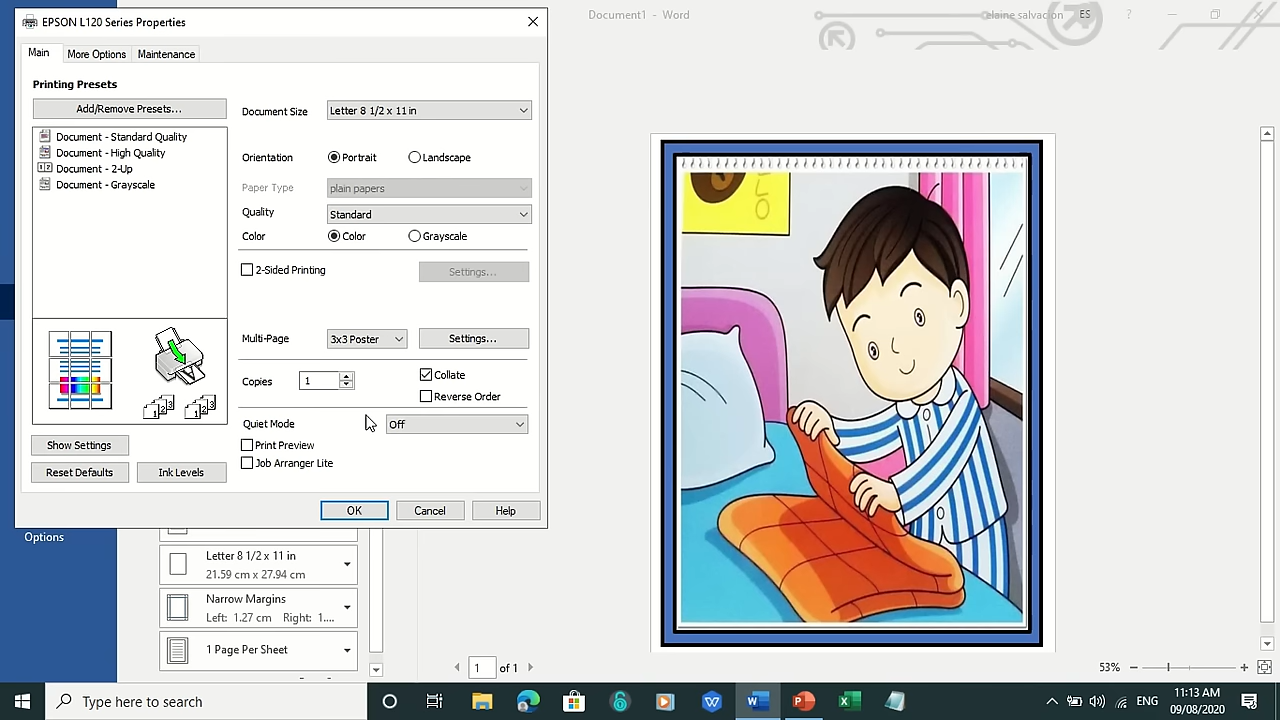 EPSON L120 Series Properties
Document1 - Word
elaine salvacion
ES
?
Main
More Options
Maintenance
Printing Presets
Add/Remove Presets...
Document - Standard Quality
Document - High Quality
Document - 2-Up
Document - Grayscale
Document Size
Letter 8 1/2 x 11 in
Orientation
Portrait
Landscape
Paper Type
plain papers
Quality
Standard
Color
Color
Grayscale
2-Sided Printing
Settings...
Multi-Page
3x3 Poster
Settings...
Copies
1
Collate
Reverse Order
Quiet Mode
Off
Print Preview
Job Arranger Lite
Show Settings
Reset Defaults
Ink Levels
OK
Cancel
Help
Options
Letter 8 1/2 x 11 in
21.59 cm x 27.94 cm
Narrow Margins
Left: 1.27 cm Right: 1....
1 Page Per Sheet
1 of 1
53%
Type here to search
ENG
11:13 AM
09/08/2020